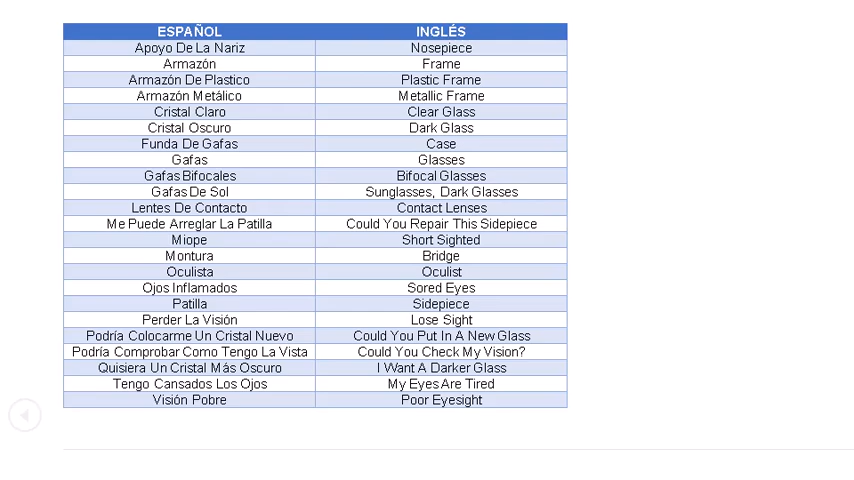 ESPAÑOL INGLÉS
Apoyo De La Nariz Nosepiece
Armazón Frame
Armazón De Plastico Plastic Frame
Armazón Metálico Metallic Frame
Cristal Claro Clear Glass
Cristal Oscuro Dark Glass
Funda De Gafas Case
Gafas Glasses
Gafas Bifocales Bifocal Glasses
Gafas De Sol Sunglasses, Dark Glasses
Lentes De Contacto Contact Lenses
Me Puede Arreglar La Patilla Could You Repair This Sidepiece
Miope Short Sighted
Montura Bridge
Oculista Oculist
Ojos Inflamados Sored Eyes
Patilla Sidepiece
Perder La Visión Lose Sight
Podría Colocarme Un Cristal Nuevo Could You Put In A New Glass
Podría Comprobar Como Tengo La Vista Could You Check My Vision?
Quisiera Un Cristal Más Oscuro I Want A Darker Glass
Tengo Cansados Los Ojos My Eyes Are Tired
Visión Pobre Poor Eyesight